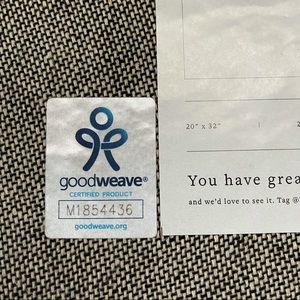 goodweave®
CERTIFIED PRODUCT
M1854436
goodweave.org
20" x 32"
You have grea
and we'd love to see it. Tag @